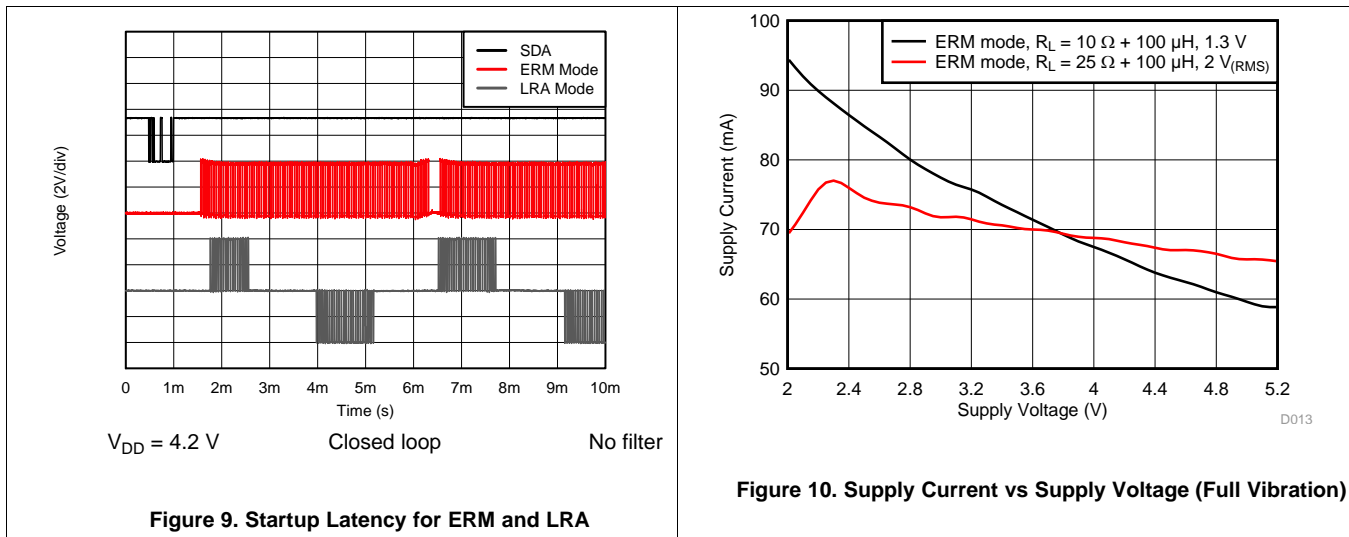 SDA
ERM Mode
LRA Mode
Voltage (2V/div)
0 1m 2m 3m 4m 5m 6m 7m 8m 9m 10m
Time (s)
V_DD = 4.2 V Closed loop No filter
Figure 9. Startup Latency for ERM and LRA
ERM mode, R_L = 10 Ω + 100 µH, 1.3 V
ERM mode, R_L = 25 Ω + 100 µH, 2 V_(RMS)
100
90
80
70
60
50
Supply Current (mA)
2 2.4 2.8 3.2 3.6 4 4.4 4.8 5.2
Supply Voltage (V)
D013
Figure 10. Supply Current vs Supply Voltage (Full Vibration)